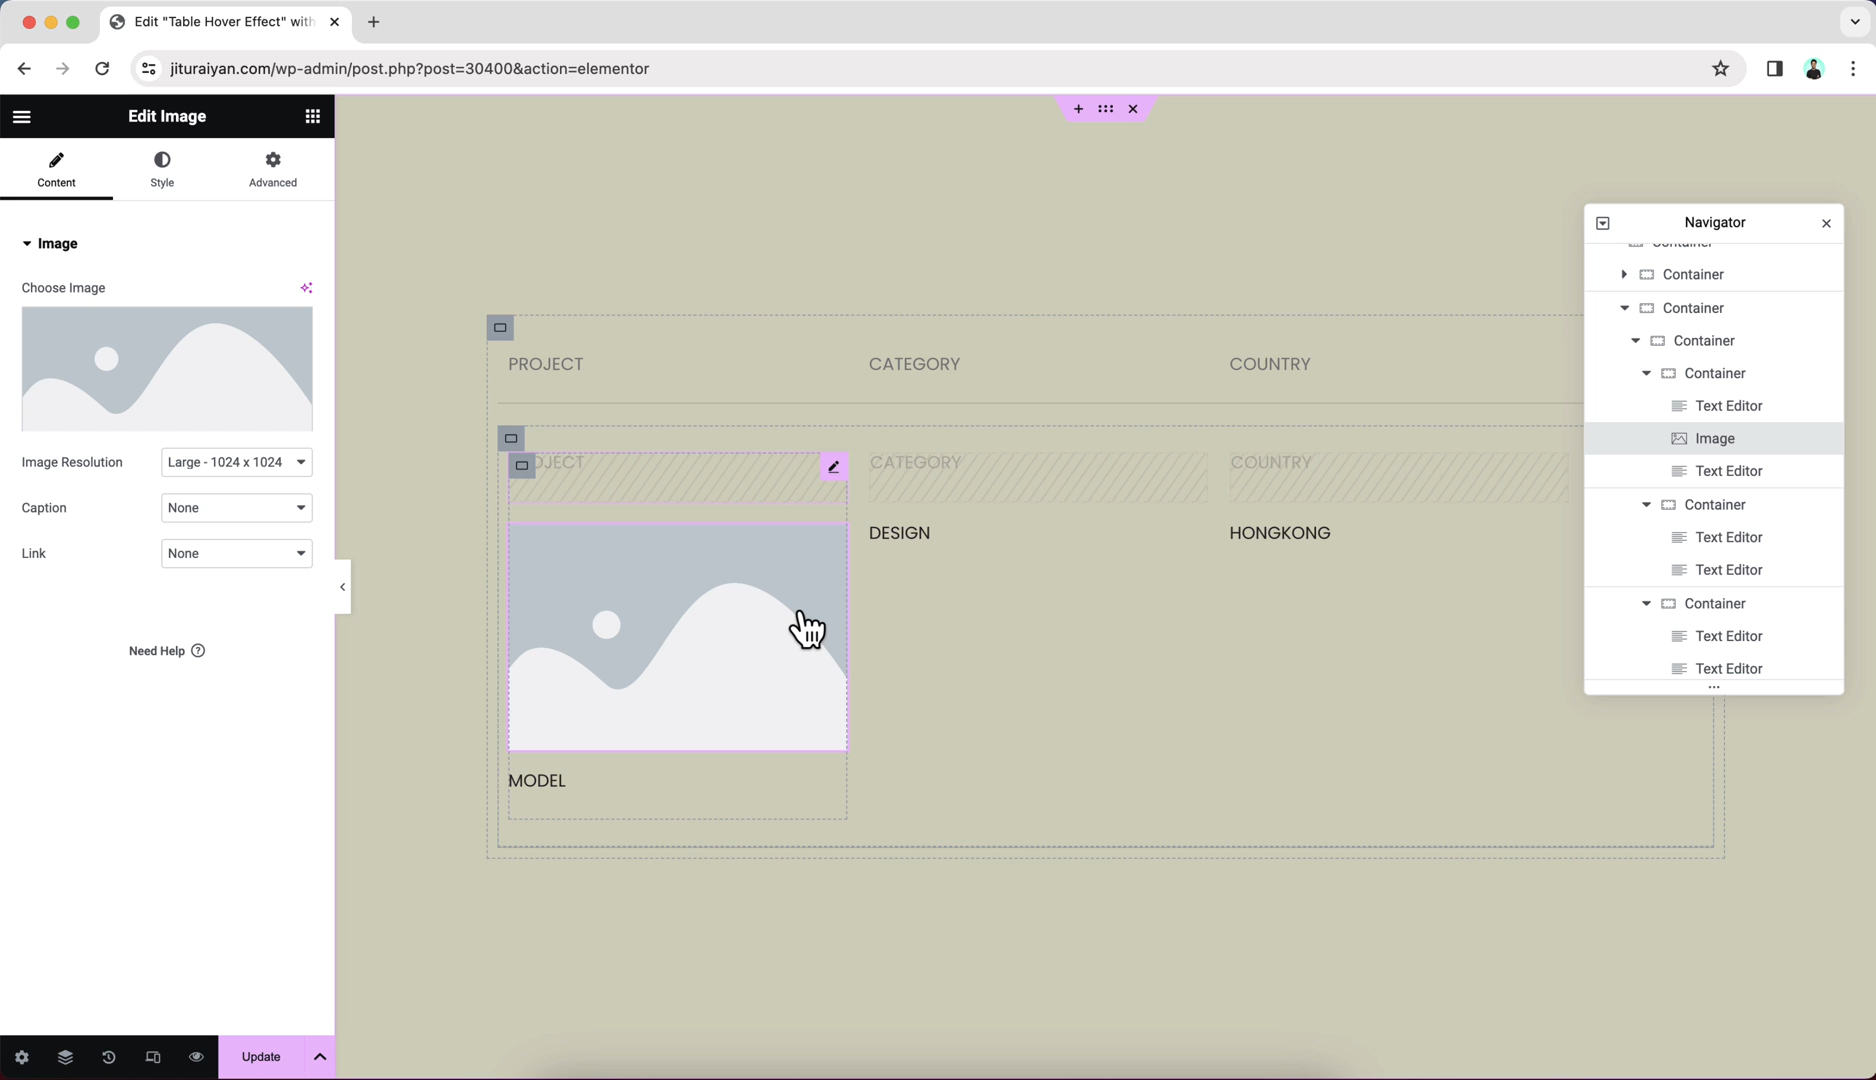 Edit "Table Hover Effect" with
jituraiyan.com/wp-admin/post.php?post=30400&action=elementor
Edit Image
Content
Style
Advanced
Image
Choose Image
Image Resolution
Large - 1024 x 1024
Caption
None
Link
None
Need Help
Update
PROJECT
CATEGORY
COUNTRY
OJECT
CATEGORY
COUNTRY
DESIGN
HONGKONG
MODEL
Navigator
Container
Container
Container
Container
Container
Text Editor
Image
Text Editor
Container
Text Editor
Text Editor
Container
Text Editor
Text Editor